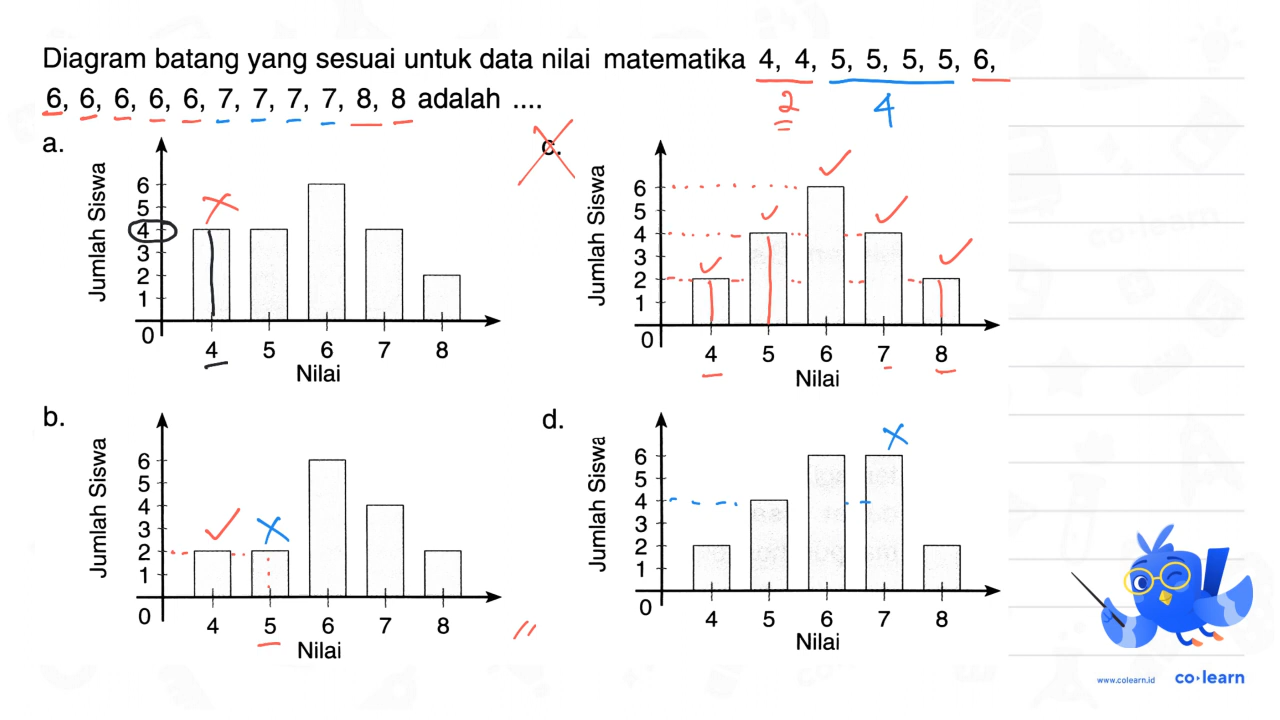 Diagram batang yang sesuai untuk data nilai matematika 4, 4, 5, 5, 5, 5, 6,
6, 6, 6, 6, 6, 7, 7, 7, 7, 8, 8 adalah ....
2 4
a.
Jumlah Siswa
6
5
4
3
2
1
0
4 5 6 7 8
Nilai
c.
Jumlah Siswa
6
5
4
3
2
1
0
4 5 6 7 8
Nilai
b.
Jumlah Siswa
6
5
4
3
2
1
0
4 5 6 7 8
Nilai
d.
Jumlah Siswa
6
5
4
3
2
1
0
4 5 6 7 8
Nilai
co·learn
www.colearn.id co·learn